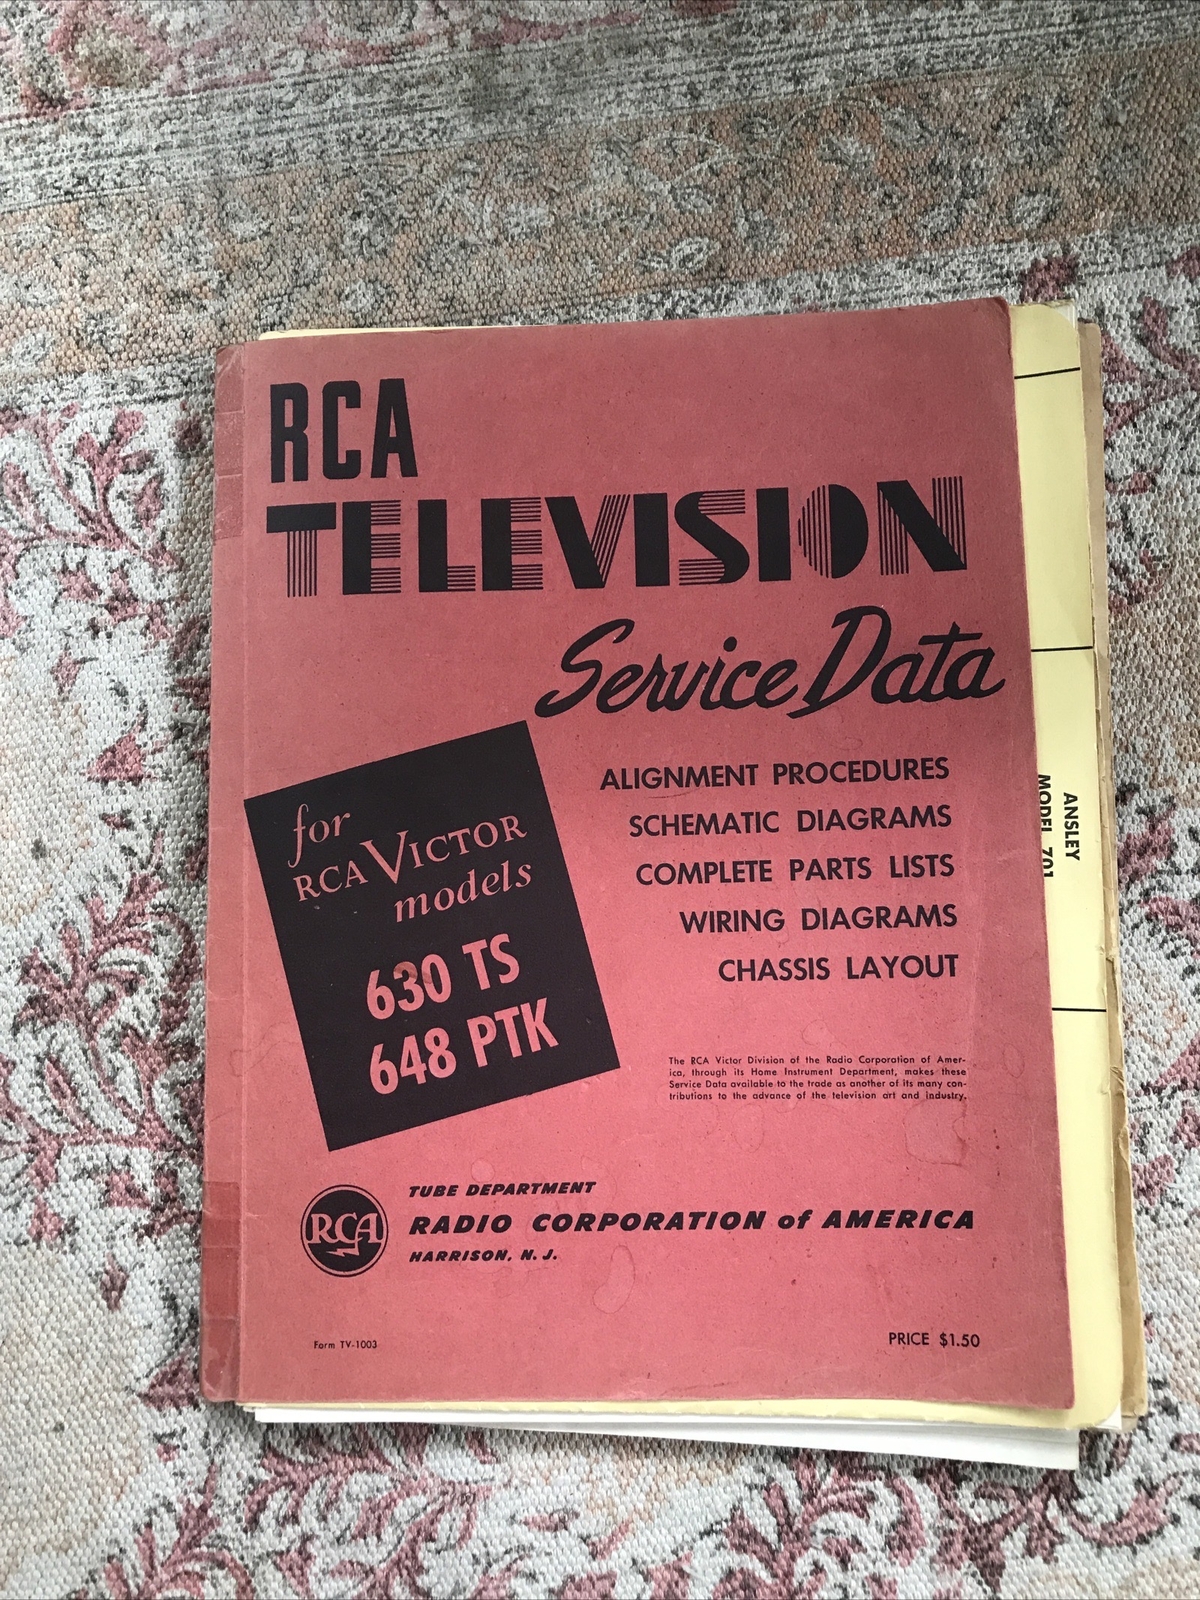 RCA
TELEVISION
Service Data
for
RCA VICTOR
models
630 TS
648 PTK
ALIGNMENT PROCEDURES
SCHEMATIC DIAGRAMS
COMPLETE PARTS LISTS
WIRING DIAGRAMS
CHASSIS LAYOUT
The RCA Victor Division of the Radio Corporation of Amer-
ica, through its Home Instrument Department, makes these
Service Data available to the trade as another of its many con-
tributions to the advance of the television art and industry.
RCA
TUBE DEPARTMENT
RADIO CORPORATION of AMERICA
HARRISON, N. J.
Form TV-1003
PRICE $1.50
ANSLEY
MODEL 701